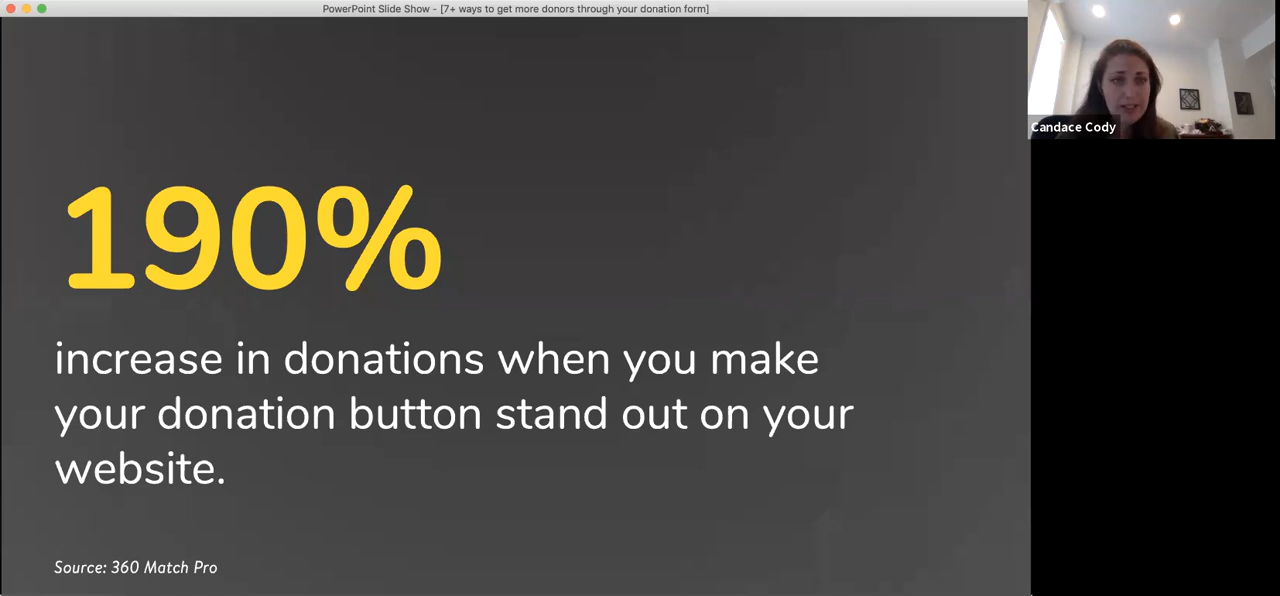 PowerPoint Slide Show - [7+ ways to get more donors through your donation form]
Candace Cody
190%
increase in donations when you make
your donation button stand out on your
website.
Source: 360 Match Pro